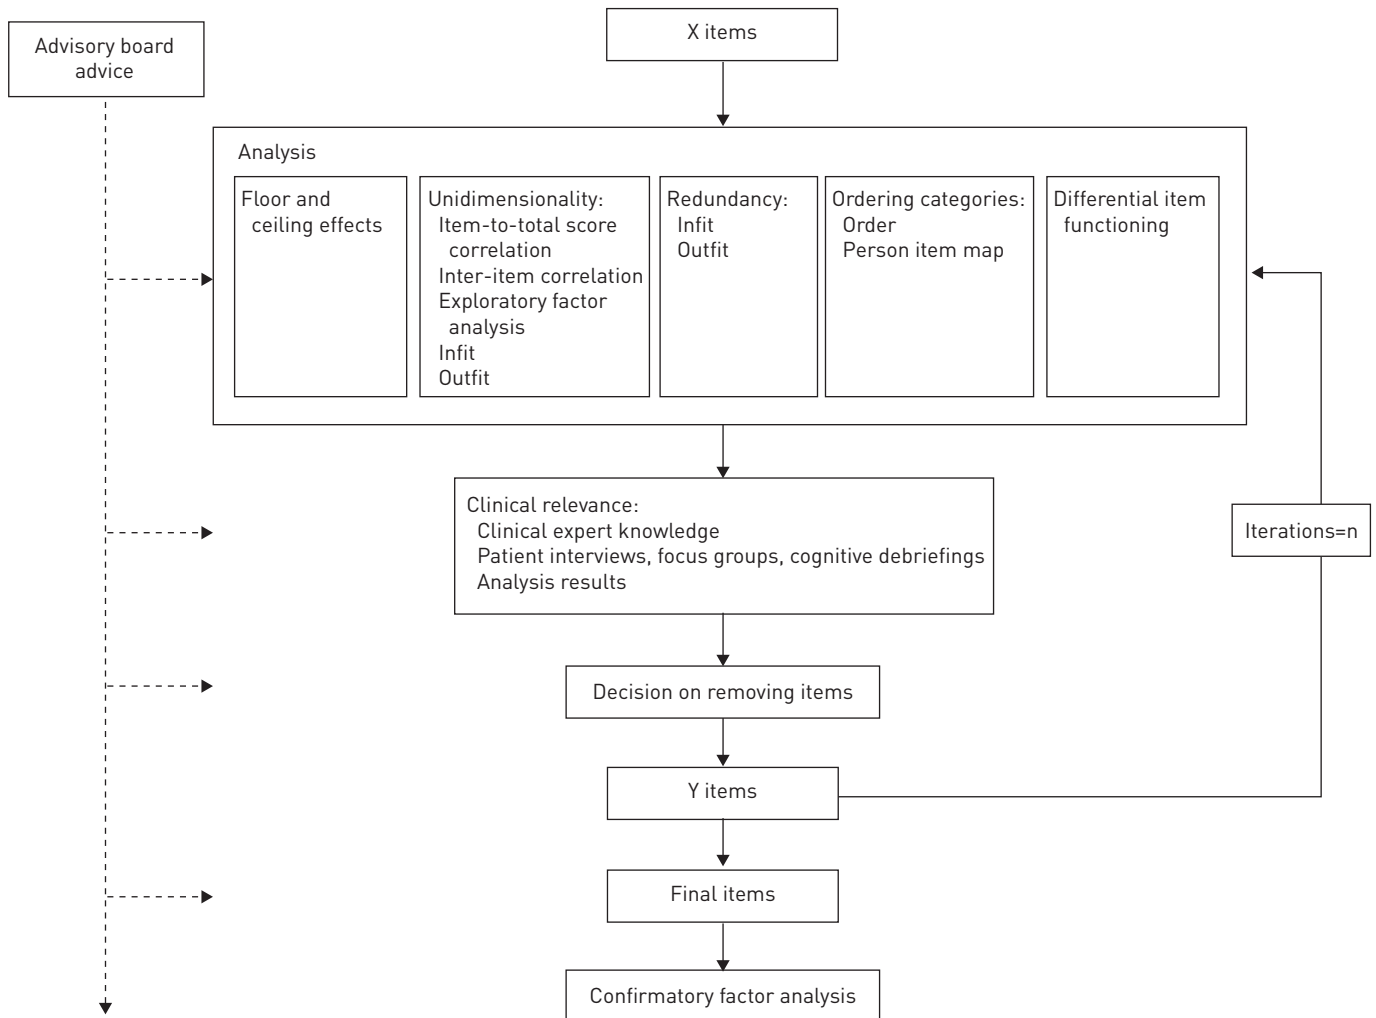 Advisory board
advice
X items
Analysis
Floor and
ceiling effects
Unidimensionality:
Item-to-total score
correlation
Inter-item correlation
Exploratory factor
analysis
Infit
Outfit
Redundancy:
Infit
Outfit
Ordering categories:
Order
Person item map
Differential item
functioning
Clinical relevance:
Clinical expert knowledge
Patient interviews, focus groups, cognitive debriefings
Analysis results
Iterations=n
Decision on removing items
Y items
Final items
Confirmatory factor analysis